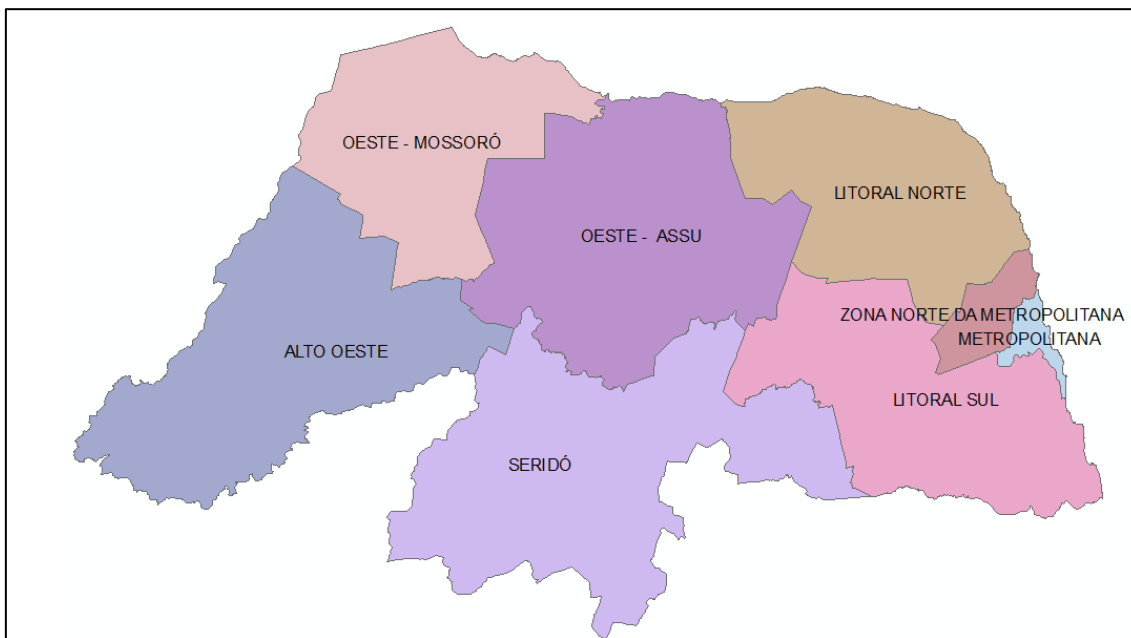 OESTE - MOSSORÓ
LITORAL NORTE
OESTE -  ASSU
ZONA NORTE DA METROPOLITANA
METROPOLITANA
ALTO OESTE
LITORAL SUL
SERIDÓ